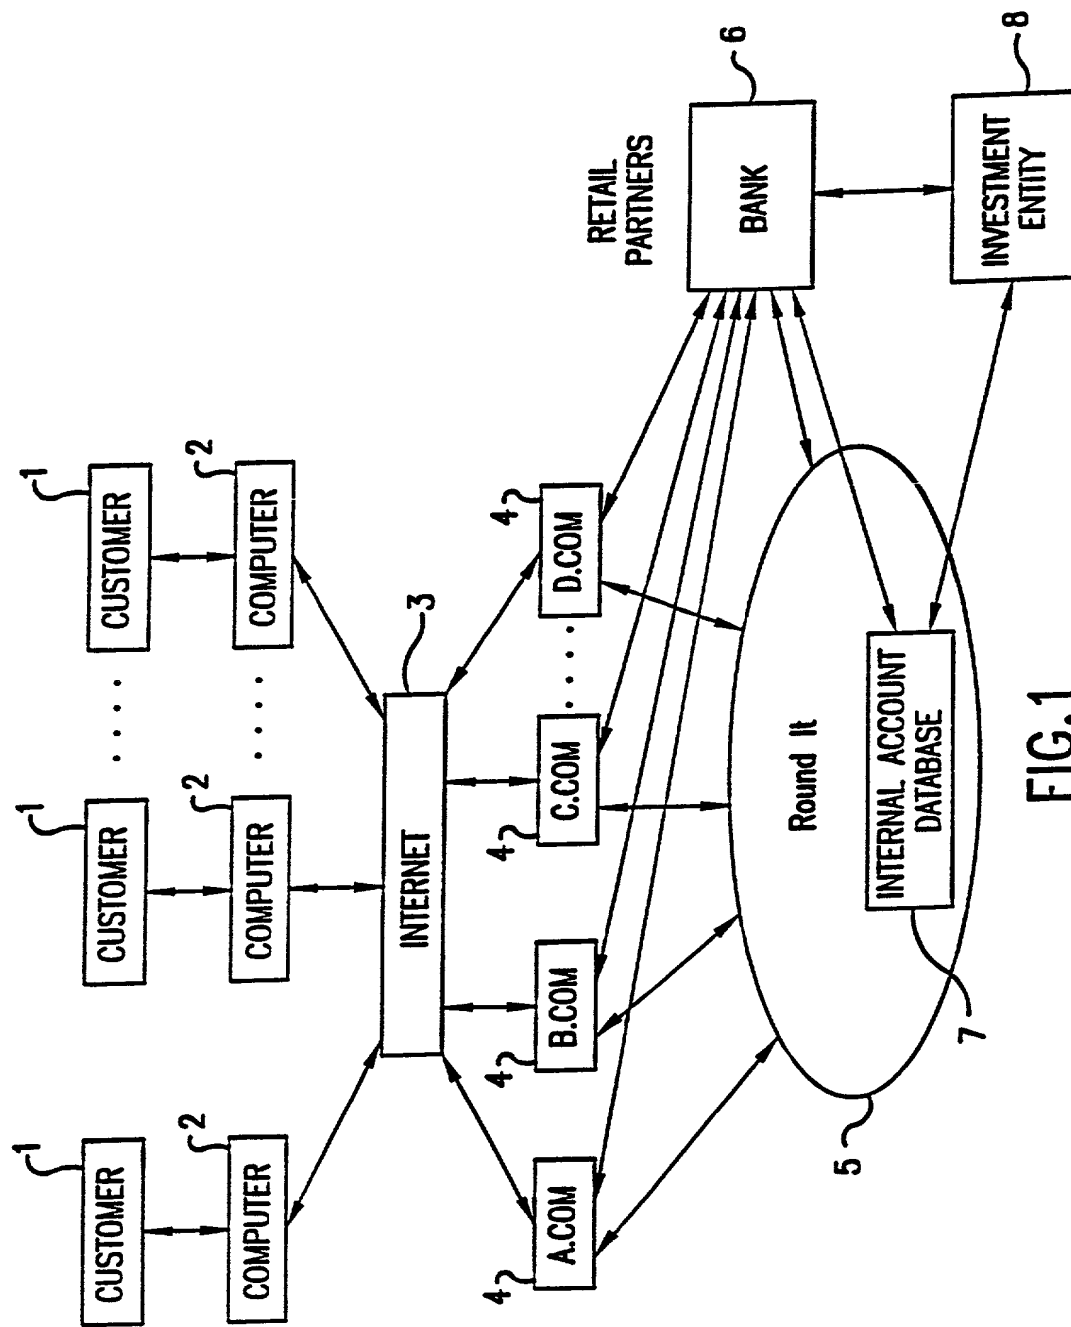 1 1 1
CUSTOMER CUSTOMER . . . . CUSTOMER
2 2 2
COMPUTER COMPUTER . . . . COMPUTER
3
INTERNET
4 4 4 4
A.COM B.COM C.COM . . . . . D.COM
RETAIL
PARTNERS
6
BANK
Round It
5
7
INTERNAL ACCOUNT
DATABASE
8
INVESTMENT
ENTITY
FIG.1